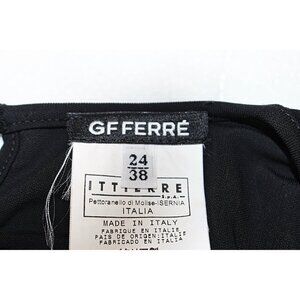 GF FERRÉ
24
38
ITTIERRE
S.p.A.
Pettoranello di Molise-ISERNIA
ITALIA
MADE IN ITALY
FABRIQUE EN ITALIE
PAIS DE ORIGEN:ITALIE
FABRICADO EN ITALIA